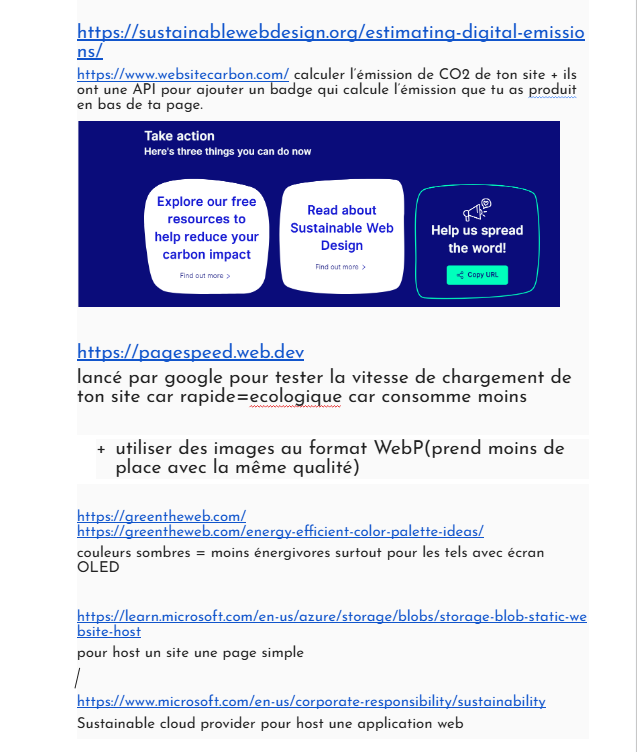 https://sustainablewebdesign.org/estimating-digital-emissio
ns/
https://www.websitecarbon.com/ calculer l'émission de CO2 de ton site + ils
ont une API pour ajouter un badge qui calcule l'émission que tu as produit
en bas de ta page.
Take action
Here's three things you can do now
Explore our free
resources to
help reduce your
carbon impact
Find out more >
Read about
Sustainable Web
Design
Find out more >
Help us spread
the word!
Copy URL
https://pagespeed.web.dev
lancé par google pour tester la vitesse de chargement de
ton site car rapide=ecologique car consomme moins
+ utiliser des images au format WebP(prend moins de
place avec la même qualité)
https://greentheweb.com/
https://greentheweb.com/energy-efficient-color-palette-ideas/
couleurs sombres = moins énergivores surtout pour les tels avec écran
OLED
https://learn.microsoft.com/en-us/azure/storage/blobs/storage-blob-static-we
bsite-host
pour host un site une page simple
/
https://www.microsoft.com/en-us/corporate-responsibility/sustainability
Sustainable cloud provider pour host une application web